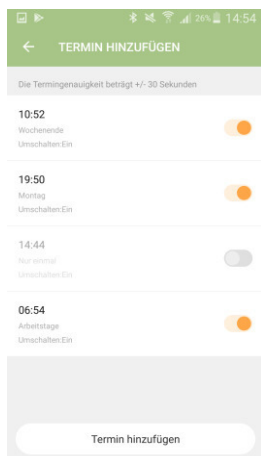 26% 14:54
TERMIN HINZUFÜGEN
Die Termingenauigkeit beträgt +/- 30 Sekunden
10:52
Wochenende
Umschalten:Ein
19:50
Montag
Umschalten:Ein
14:44
Nur einmal
Umschalten:Ein
06:54
Arbeitstage
Umschalten:Ein
Termin hinzufügen